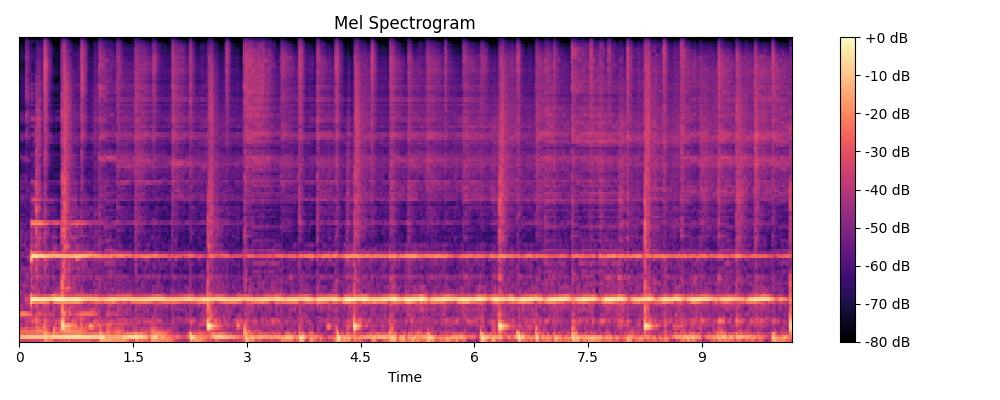 Mel Spectrogram
+0 dB
-10 dB
-20 dB
-30 dB
-40 dB
-50 dB
-60 dB
-70 dB
-80 dB
0 1.5 3 4.5 6 7.5 9
Time